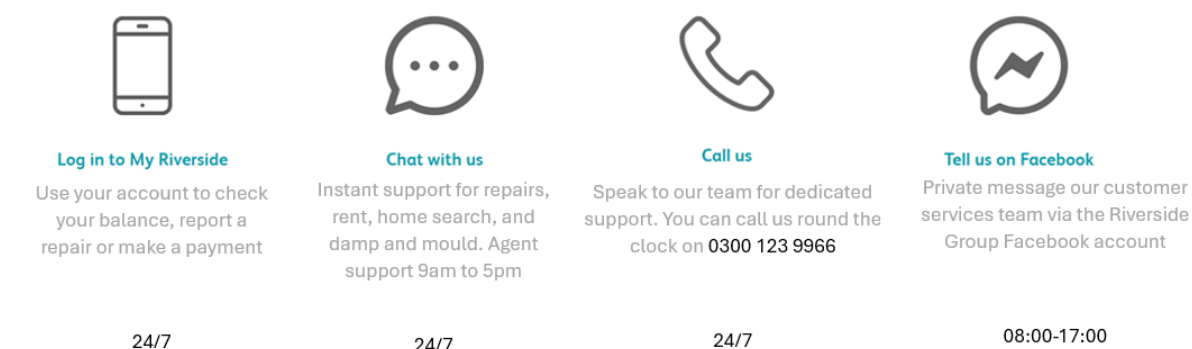 Log in to My Riverside
Use your account to check
your balance, report a
repair or make a payment
24/7
Chat with us
Instant support for repairs,
rent, home search, and
damp and mould. Agent
support 9am to 5pm
24/7
Call us
Speak to our team for dedicated
support. You can call us round the
clock on 0300 123 9966
24/7
Tell us on Facebook
Private message our customer
services team via the Riverside
Group Facebook account
08:00-17:00